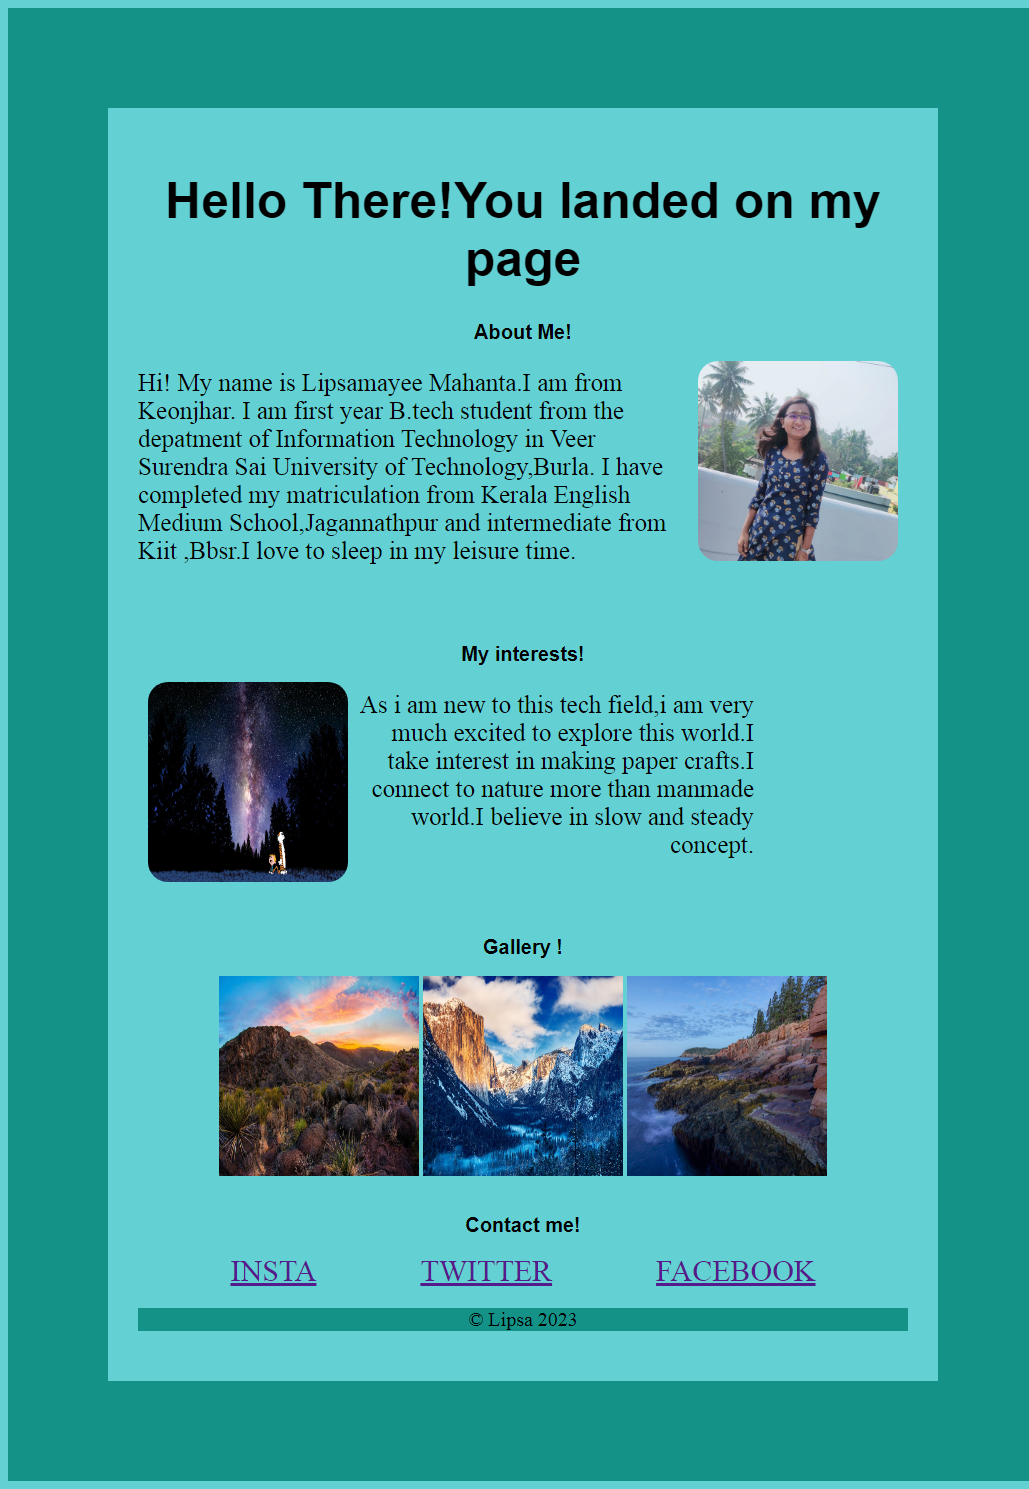 Hello There!You landed on my
page
About Me!
Hi! My name is Lipsamayee Mahanta.I am from
Keonjhar. I am first year B.tech student from the
depatment of Information Technology in Veer
Surendra Sai University of Technology,Burla. I have
completed my matriculation from Kerala English
Medium School,Jagannathpur and intermediate from
Kiit ,Bbsr.I love to sleep in my leisure time.
My interests!
As i am new to this tech field,i am very
much excited to explore this world.I
take interest in making paper crafts.I
connect to nature more than manmade
world.I believe in slow and steady
concept.
Gallery !
Contact me!
INSTA TWITTER FACEBOOK
© Lipsa 2023